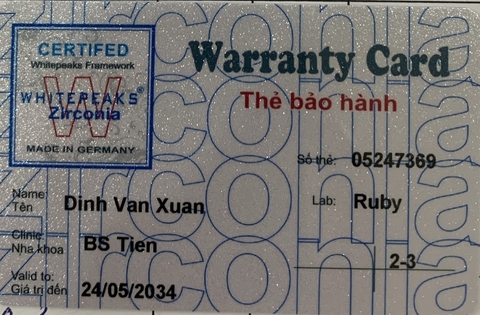 CERTIFED
Whitepeaks Framework
WHITEPEAKS®
Zirconia
MADE IN GERMANY
Warranty Card
Thẻ bảo hành
Số thẻ: 05247369
Name: Tên Dinh Van Xuan
Lab: Ruby
Clinic: Nha khoa BS Tien
2-3
Valid to: Giá trị đến 24/05/2034
zirconia